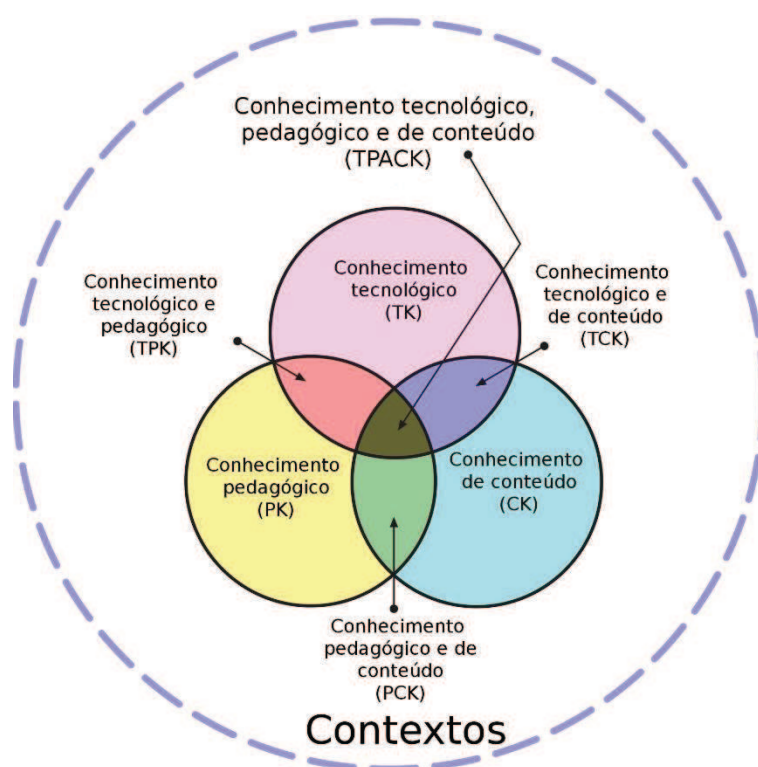 Conhecimento tecnológico,
pedagógico e de conteúdo
(TPACK)
Conhecimento
tecnológico e
pedagógico
(TPK)
Conhecimento
tecnológico
(TK)
Conhecimento
tecnológico e
de conteúdo
(TCK)
Conhecimento
pedagógico
(PK)
Conhecimento
de conteúdo
(CK)
Conhecimento
pedagógico e de
conteúdo
(PCK)
Contextos